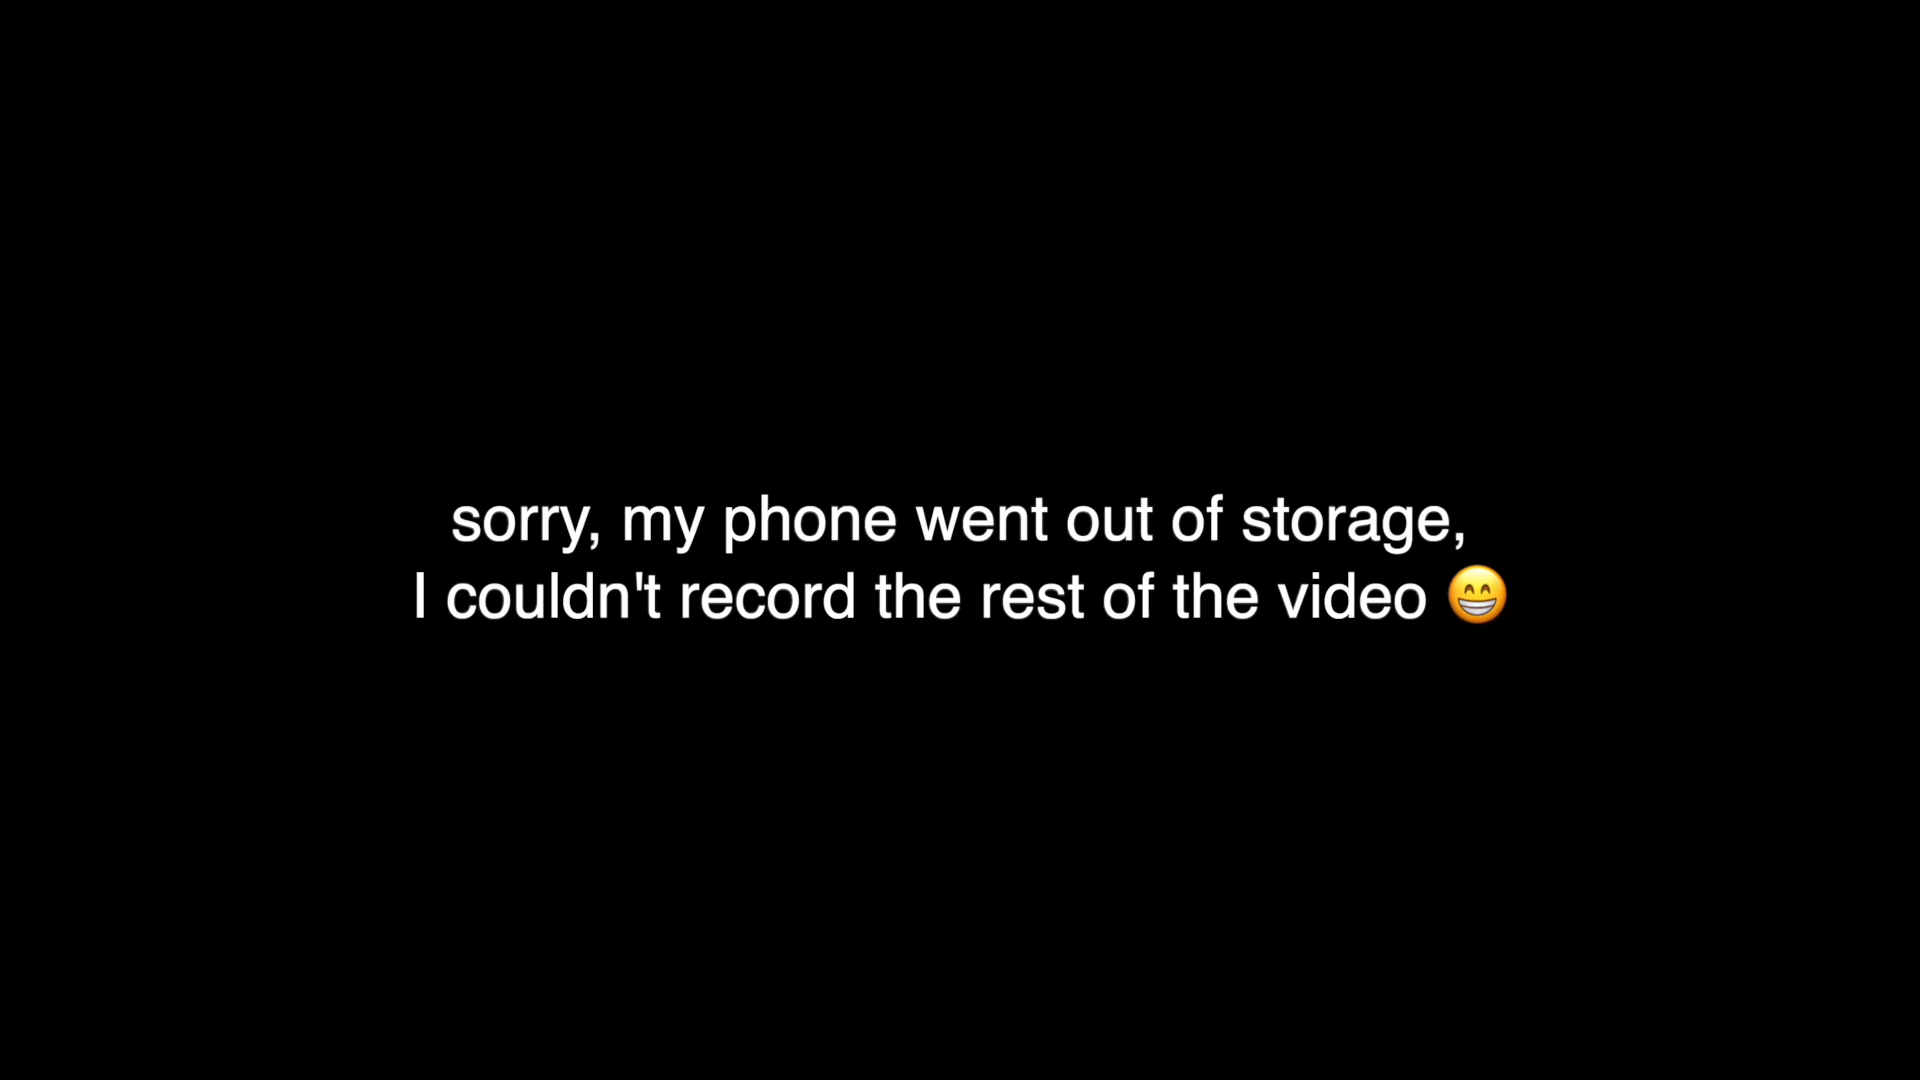 sorry, my phone went out of storage,
I couldn't record the rest of the video 😁